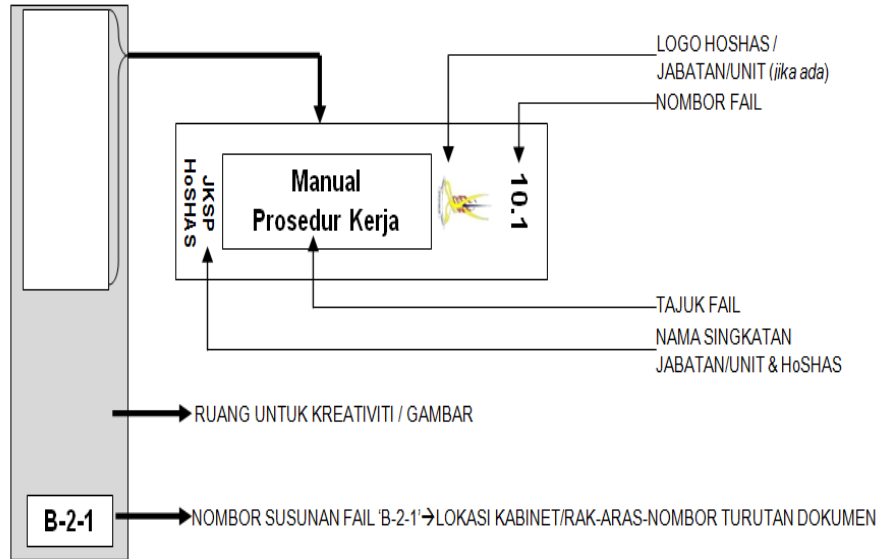 LOGO HOSHAS /
JABATAN/UNIT (jika ada)
NOMBOR FAIL
JKSP
HoSHAS
Manual
Prosedur Kerja
10.1
TAJUK FAIL
NAMA SINGKATAN
JABATAN/UNIT & HoSHAS
RUANG UNTUK KREATIVITI / GAMBAR
B-2-1
NOMBOR SUSUNAN FAIL 'B-2-1'→LOKASI KABINET/RAK-ARAS-NOMBOR TURUTAN DOKUMEN